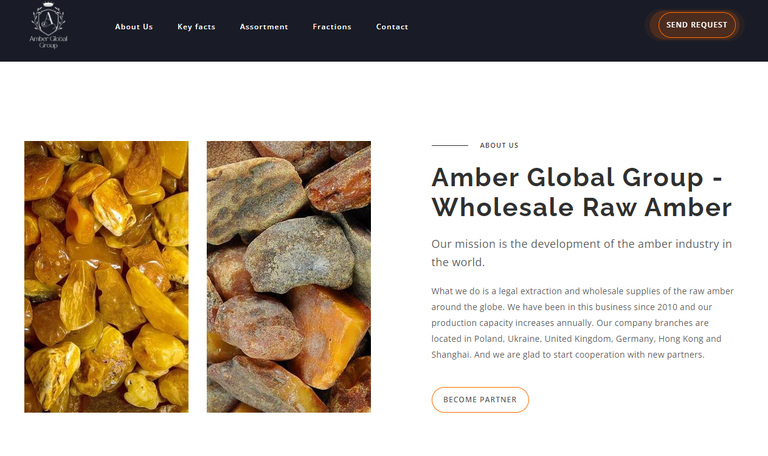 A
Amber Global
Group
About Us
Key facts
Assortment
Fractions
Contact
SEND REQUEST
ABOUT US
Amber Global Group -
Wholesale Raw Amber
Our mission is the development of the amber industry in
the world.
What we do is a legal extraction and wholesale supplies of the raw amber
around the globe. We have been in this business since 2010 and our
production capacity increases annually. Our company branches are
located in Poland, Ukraine, United Kingdom, Germany, Hong Kong and
Shanghai. And we are glad to start cooperation with new partners.
BECOME PARTNER